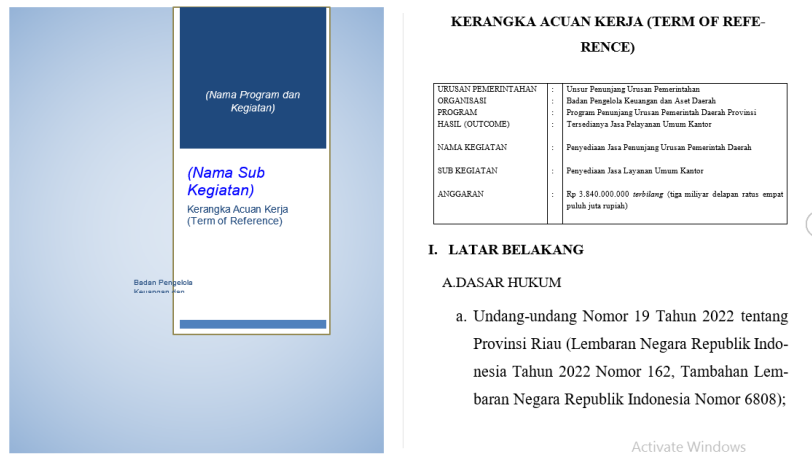 (Nama Program dan
Kegiatan)
(Nama Sub
Kegiatan)
Kerangka Acuan Kerja
(Term of Reference)
Badan Pengelola
Keuangan dan
KERANGKA ACUAN KERJA (TERM OF REFE-
RENCE)
URUSAN PEMERINTAHAN : Unsur Penunjang Urusan Pemerintahan
ORGANISASI : Badan Pengelola Keuangan dan Aset Daerah
PROGRAM : Program Penunjang Urusan Pemerintah Daerah Provinsi
HASIL (OUTCOME) : Tersedianya Jasa Pelayanan Umum Kantor
NAMA KEGIATAN : Penyediaan Jasa Penunjang Urusan Pemerintah Daerah
SUB KEGIATAN : Penyediaan Jasa Layanan Umum Kantor
ANGGARAN : Rp 3.840.000.000 terbilang (tiga miliyar delapan ratus empat
puluh juta rupiah)
I. LATAR BELAKANG
A.DASAR HUKUM
a. Undang-undang Nomor 19 Tahun 2022 tentang
Provinsi Riau (Lembaran Negara Republik Indo-
nesia Tahun 2022 Nomor 162, Tambahan Lem-
baran Negara Republik Indonesia Nomor 6808);
Activate Windows